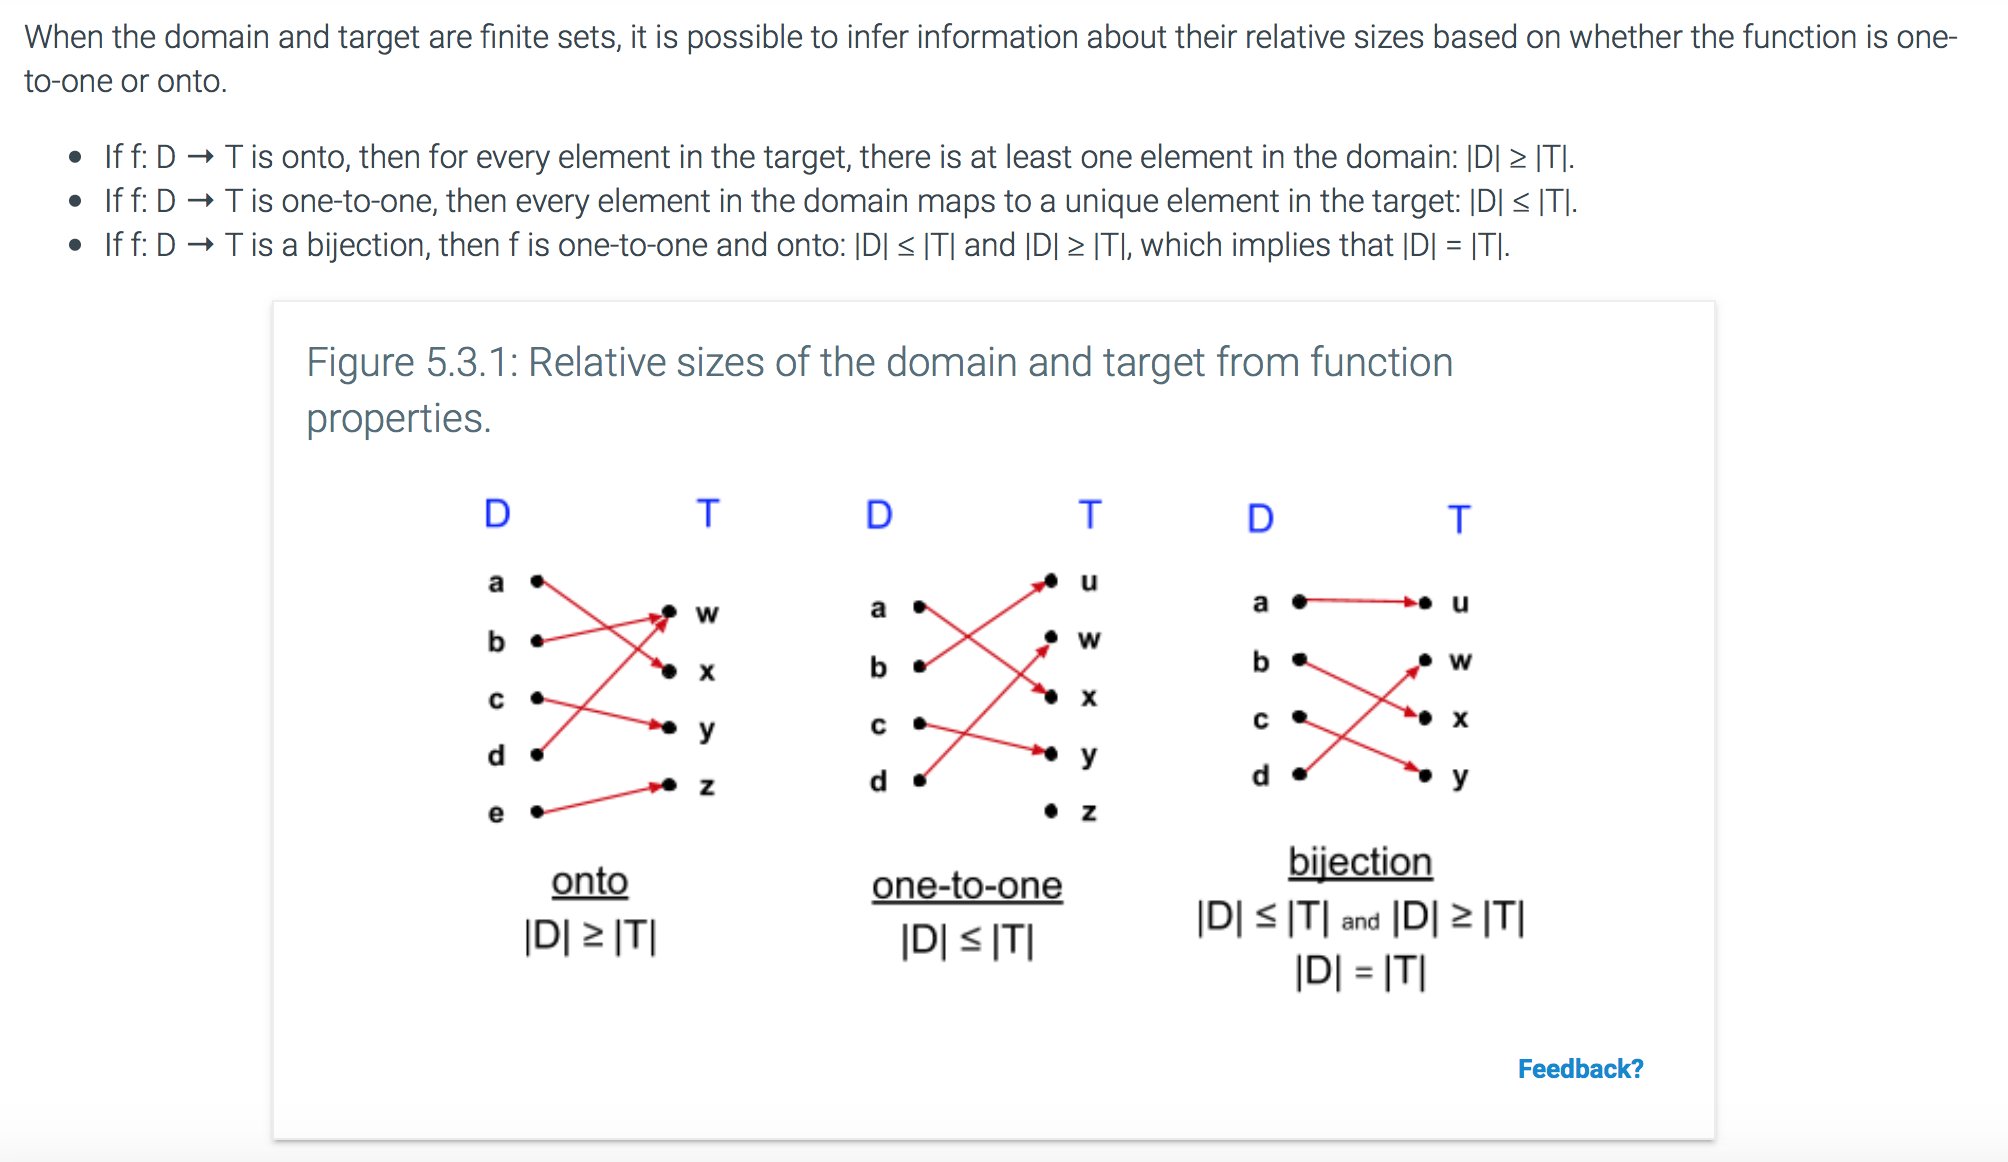 When the domain and target are finite sets, it is possible to infer information about their relative sizes based on whether the function is one-
to-one or onto.
• If f: D → T is onto, then for every element in the target, there is at least one element in the domain: |D| ≥ |T|.
• If f: D → T is one-to-one, then every element in the domain maps to a unique element in the target: |D| ≤ |T|.
• If f: D → T is a bijection, then f is one-to-one and onto: |D| ≤ |T| and |D| ≥ |T|, which implies that |D| = |T|.
Figure 5.3.1: Relative sizes of the domain and target from function
properties.
D T
a
b
c
d
e
w
x
y
z
onto
|D| ≥ |T|
D T
a
b
c
d
u
w
x
y
z
one-to-one
|D| ≤ |T|
D T
a
b
c
d
u
w
x
y
bijection
|D| ≤ |T| and |D| ≥ |T|
|D| = |T|
Feedback?